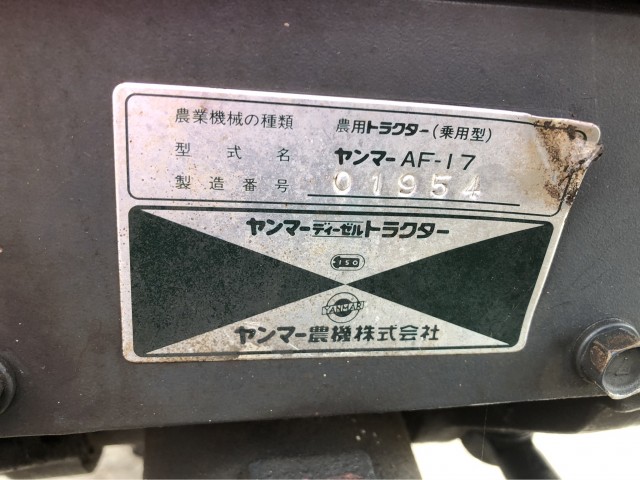 農業機械の種類 農用トラクター(乗用型)
型式名 ヤンマー AF-17
製造番号 01954
ヤンマーディーゼルトラクター
ISO
YANMAR
ヤンマー農機株式会社